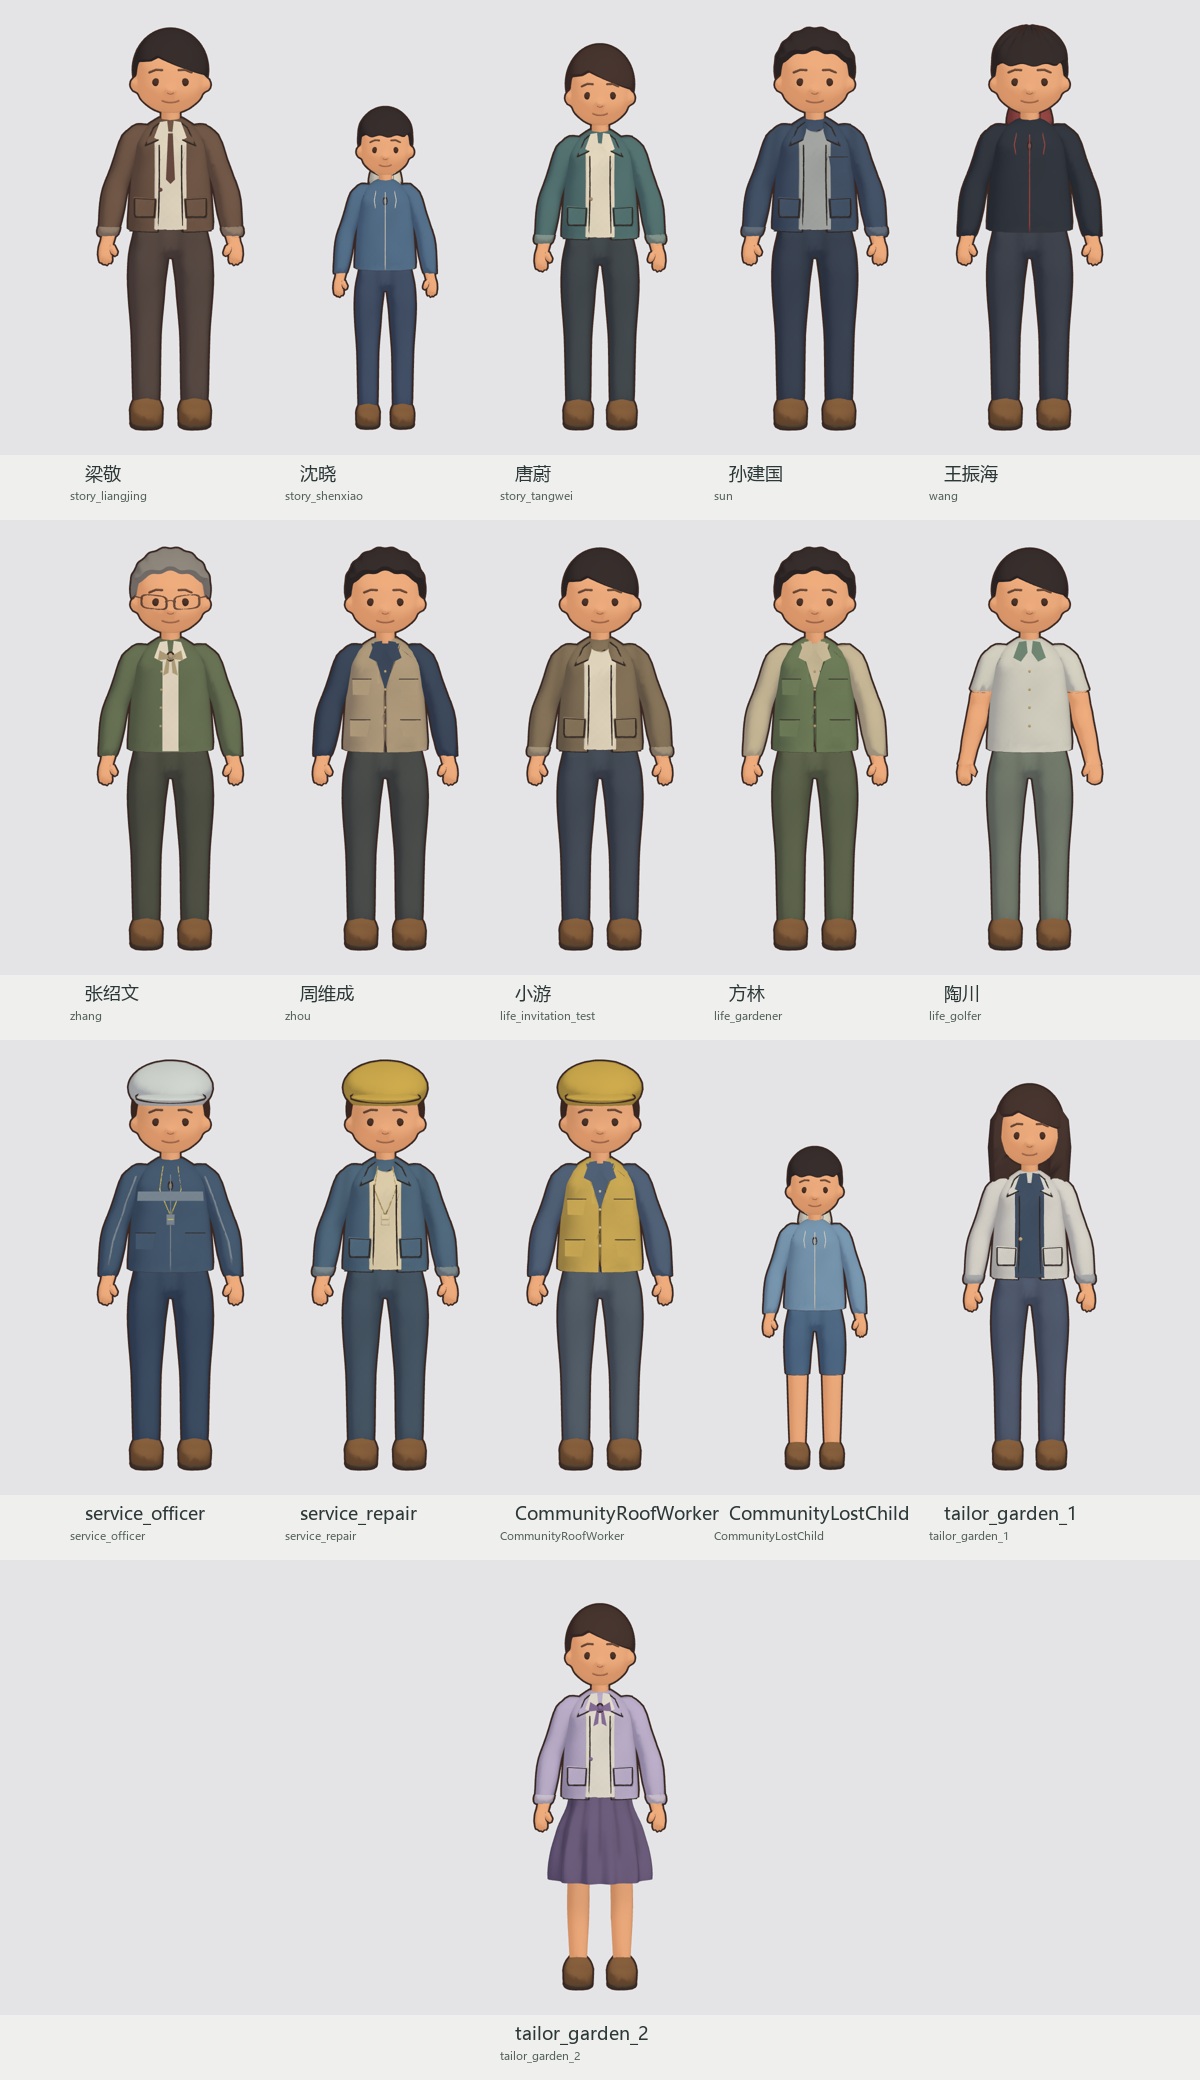 梁敬
story_liangjing
沈晓
story_shenxiao
唐蔚
story_tangwei
孙建国
sun
王振海
wang
张绍文
zhang
周维成
zhou
小游
life_invitation_test
方林
life_gardener
陶川
life_golfer
service_officer
service_officer
service_repair
service_repair
CommunityRoofWorker
CommunityRoofWorker
CommunityLostChild
CommunityLostChild
tailor_garden_1
tailor_garden_1
tailor_garden_2
tailor_garden_2